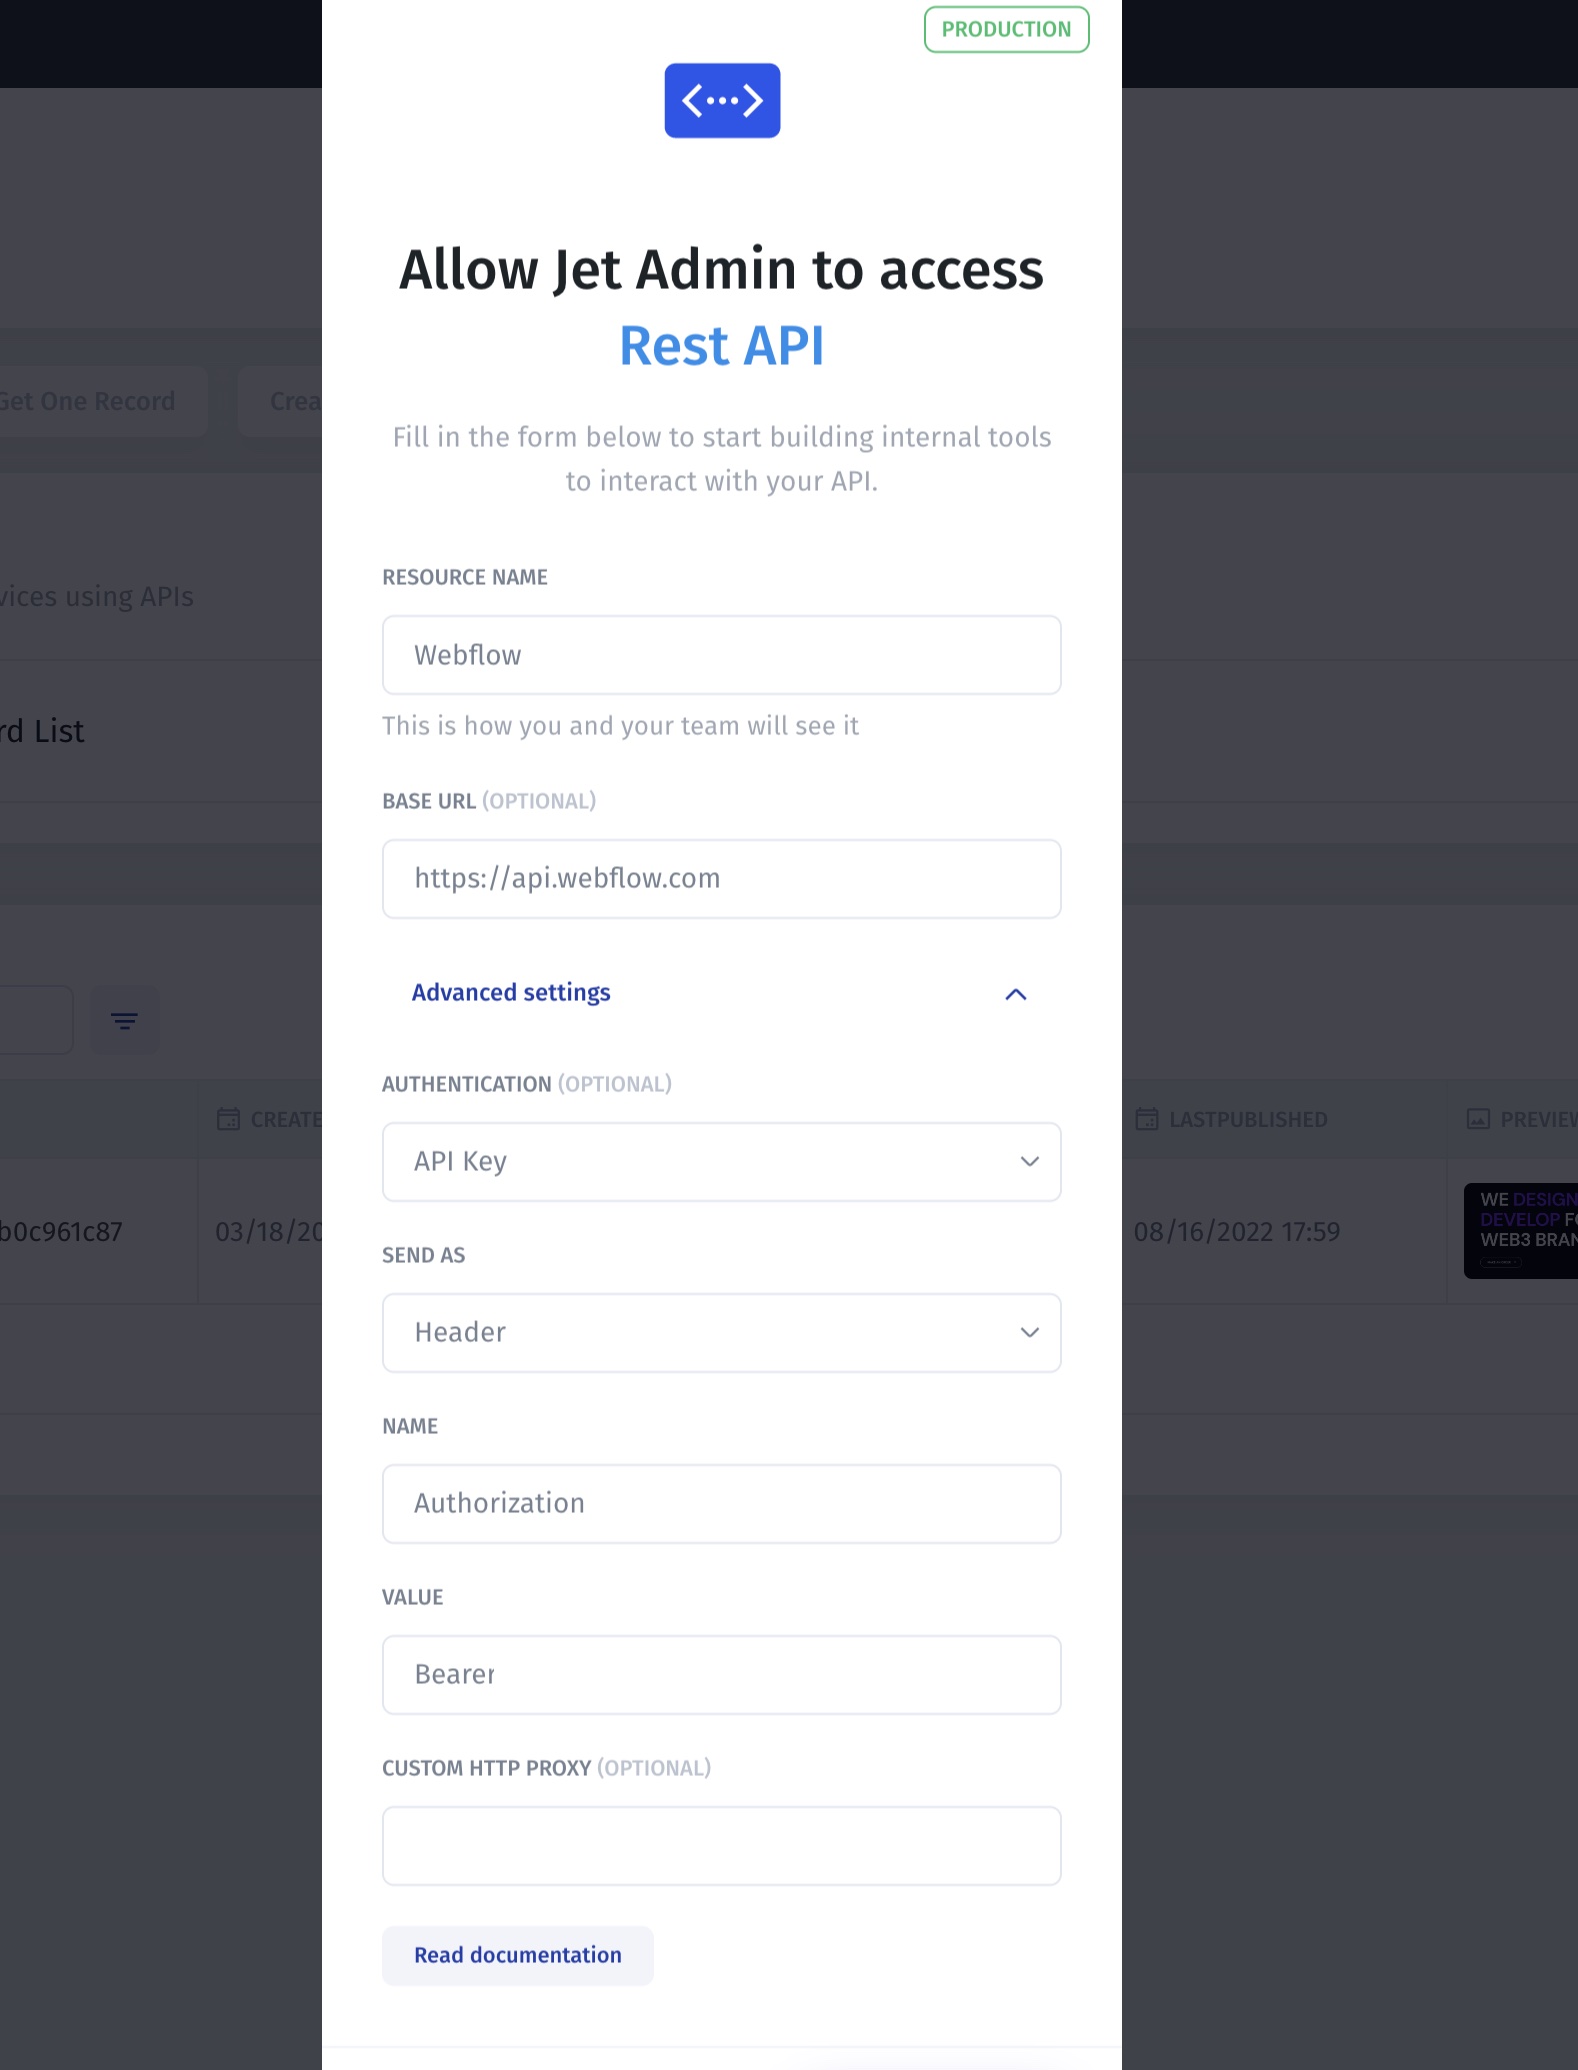 PRODUCTION
Allow Jet Admin to access
Rest API
Fill in the form below to start building internal tools
to interact with your API.
RESOURCE NAME
Webflow
This is how you and your team will see it
BASE URL (OPTIONAL)
https://api.webflow.com
Advanced settings
AUTHENTICATION (OPTIONAL)
API Key
SEND AS
Header
NAME
Authorization
VALUE
Bearer
CUSTOM HTTP PROXY (OPTIONAL)
Read documentation
Get One Record
Crea
vices using APIs
rd List
CREATE
b0c961c87
03/18/20
LASTPUBLISHED
PREVIEW
08/16/2022 17:59
WE DESIGN
DEVELOP FO
WEB3 BRAN